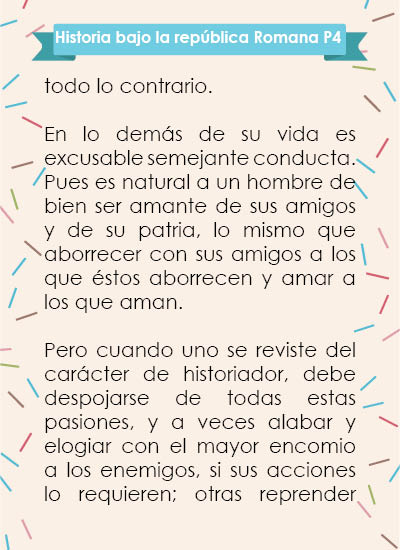 Historia bajo la república Romana P4
todo lo contrario.
En lo demás de su vida es
excusable semejante conducta.
Pues es natural a un hombre de
bien ser amante de sus amigos
y de su patria, lo mismo que
aborrecer con sus amigos a los
que éstos aborrecen y amar a
los que aman.
Pero cuando uno se reviste del
carácter de historiador, debe
despojarse de todas estas
pasiones, y a veces alabar y
elogiar con el mayor encomio
a los enemigos, si sus acciones
lo requieren; otras reprender